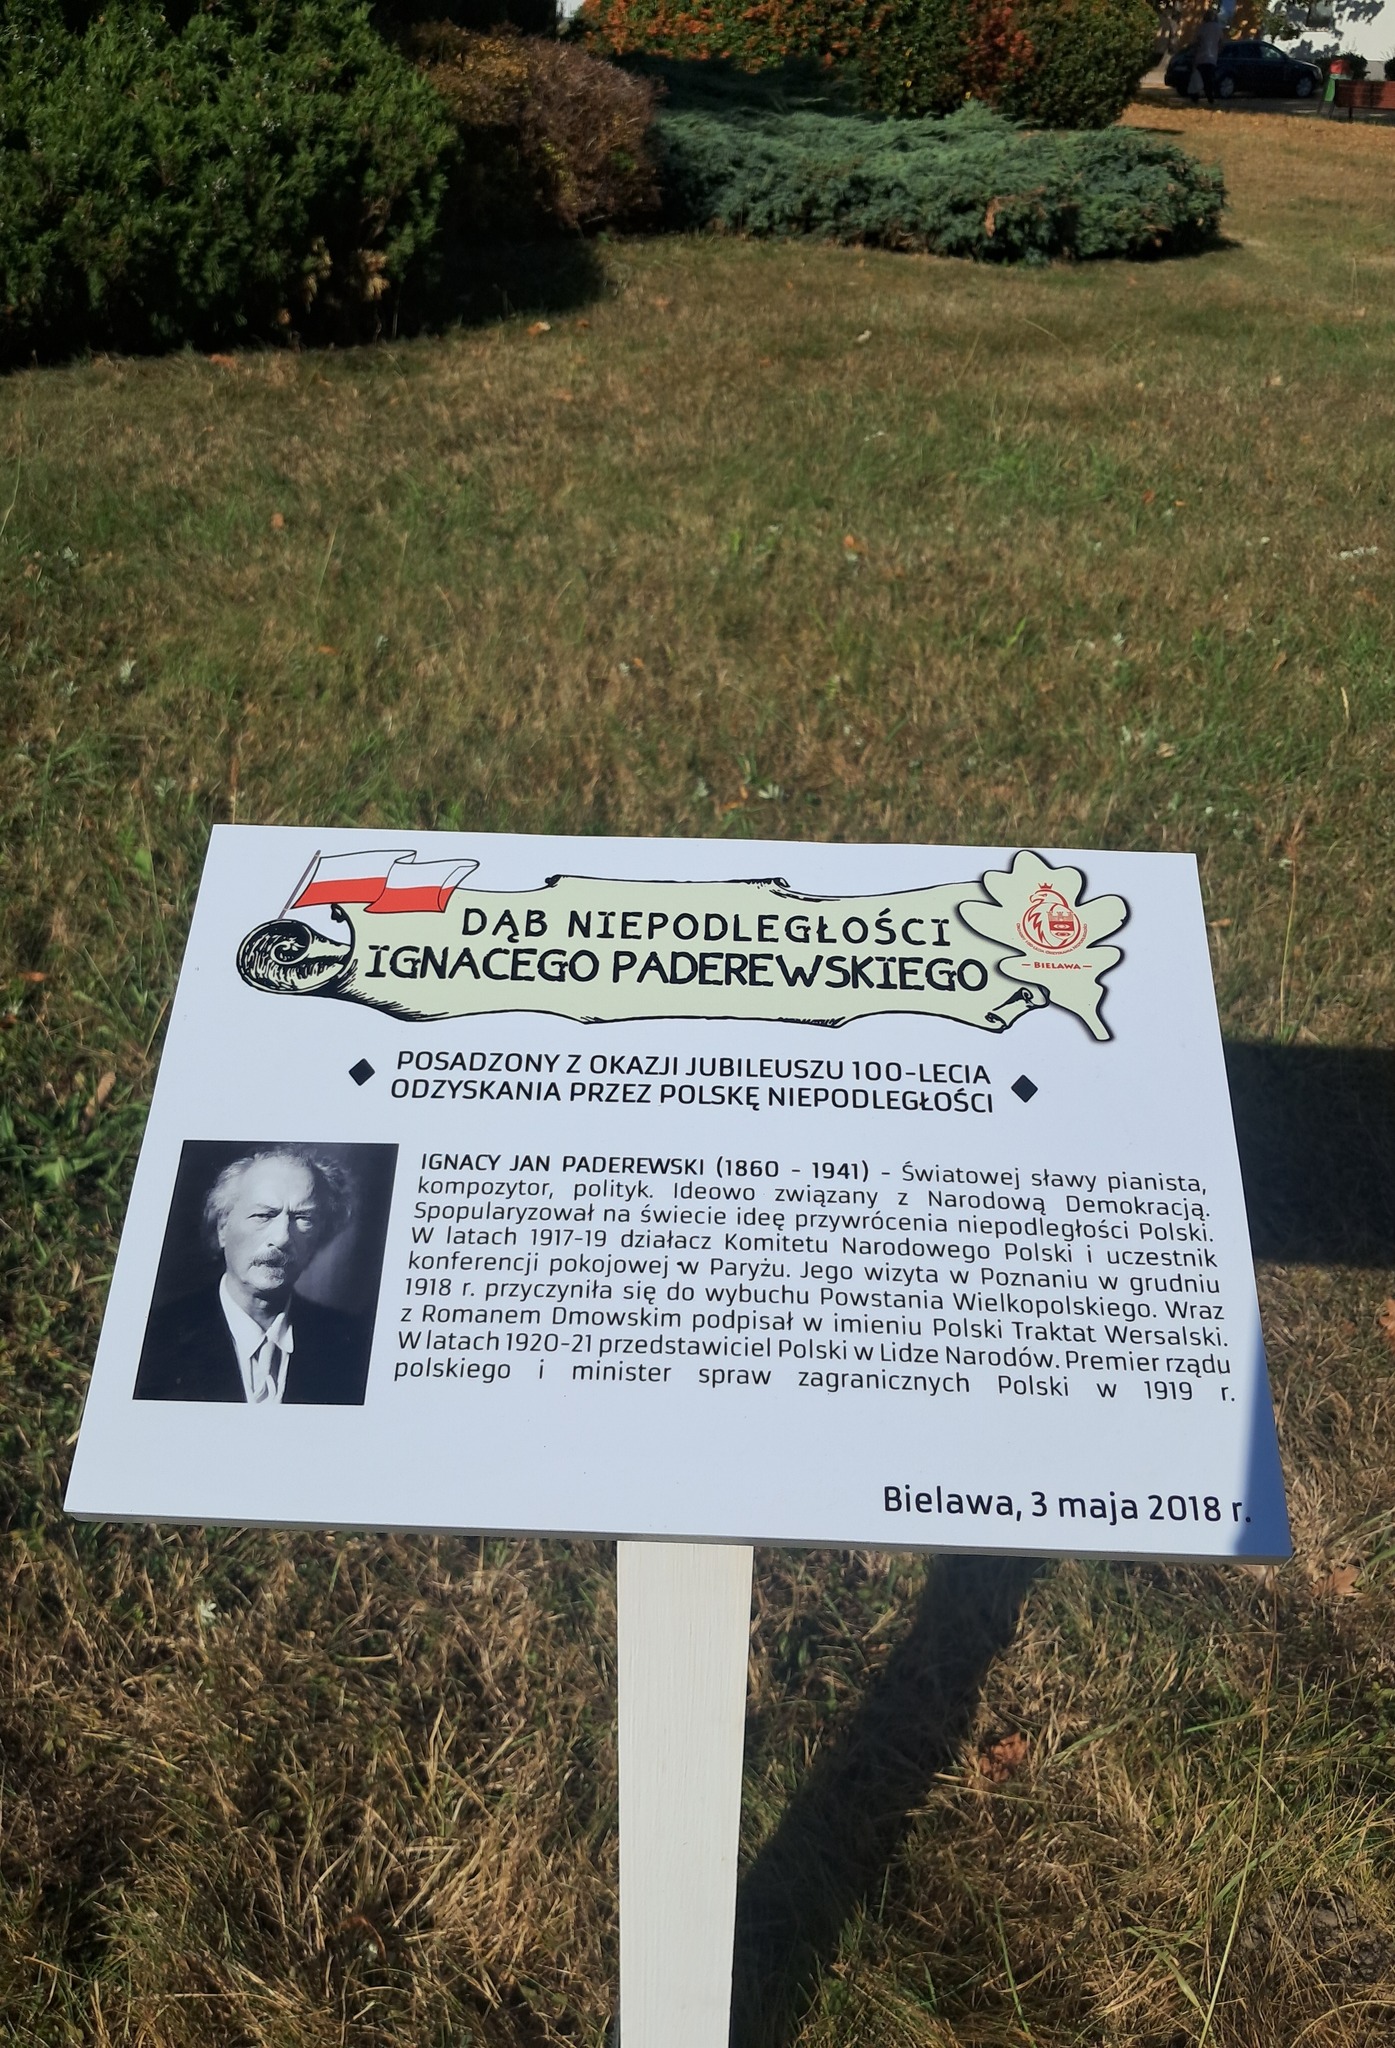 DĄB NIEPODLEGŁOŚCI
IGNACEGO PADEREWSKIEGO
– BIELAWA –
POSADZONY Z OKAZJI JUBILEUSZU 100-LECIA
ODZYSKANIA PRZEZ POLSKĘ NIEPODLEGŁOŚCI
IGNACY JAN PADEREWSKI (1860 - 1941) - Światowej sławy pianista,
kompozytor, polityk. Ideowo związany z Narodową Demokracją.
Spopularyzował na świecie ideę przywrócenia niepodległości Polski.
W latach 1917-19 działacz Komitetu Narodowego Polski i uczestnik
konferencji pokojowej w Paryżu. Jego wizyta w Poznaniu w grudniu
1918 r. przyczyniła się do wybuchu Powstania Wielkopolskiego. Wraz
z Romanem Dmowskim podpisał w imieniu Polski Traktat Wersalski.
W latach 1920-21 przedstawiciel Polski w Lidze Narodów. Premier rządu
polskiego i minister spraw zagranicznych Polski w 1919 r.
Bielawa, 3 maja 2018 r.